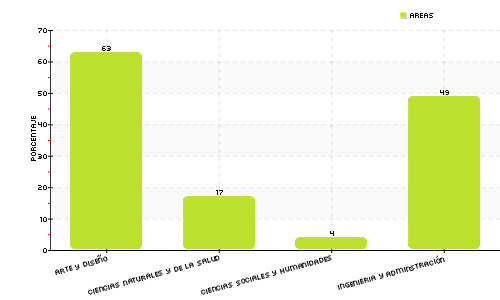 AREAS
70
60
50
40
30
20
10
0
PORCENTAJE
63
17
4
49
ARTE Y DISEÑO
CIENCIAS NATURALES Y DE LA SALUD
CIENCIAS SOCIALES Y HUMANIDADES
INGENIERIA Y ADMINSTRACIÓN